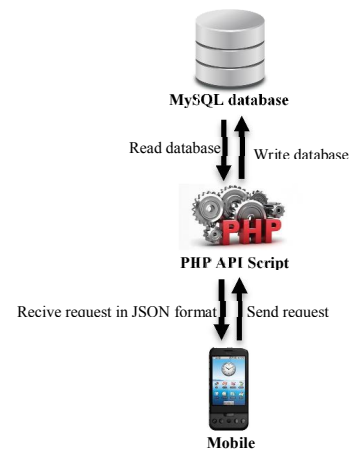 MySQL database
Read database
Write database
PHP
PHP API Script
Recive request in JSON format
Send request
Mobile